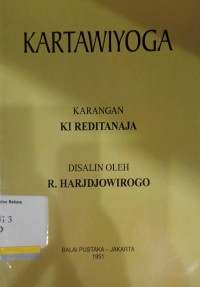 KARTAWIYOGA
KARANGAN
KI REDITANAJA
DISALIN OLEH
R. HARJDJOWIROGO
BALAI PUSTAKA – JAKARTA
1951